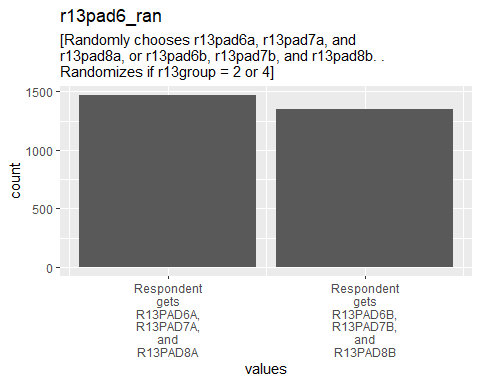 r13pad6_ran
[Randomly chooses r13pad6a, r13pad7a, and
r13pad8a, or r13pad6b, r13pad7b, and r13pad8b. .
Randomizes if r13group = 2 or 4]
1500
1000
500
0
count
Respondent
gets
R13PAD6A,
R13PAD7A,
and
R13PAD8A
Respondent
gets
R13PAD6B,
R13PAD7B,
and
R13PAD8B
values